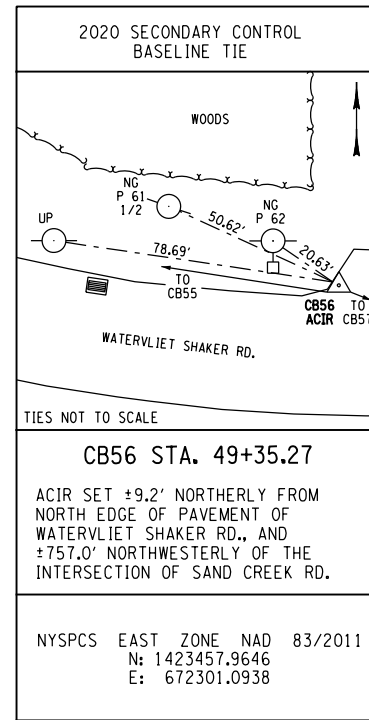 2020 SECONDARY CONTROL
BASELINE TIE
WOODS
NG
P 61
1/2
NG
P 62
UP
50.62'
20.63'
78.69'
TO
CB55
CB56
ACIR
TO
CB57
WATERVLIET SHAKER RD.
TIES NOT TO SCALE
CB56 STA. 49+35.27
ACIR SET ±9.2' NORTHERLY FROM
NORTH EDGE OF PAVEMENT OF
WATERVLIET SHAKER RD., AND
±757.0' NORTHWESTERLY OF THE
INTERSECTION OF SAND CREEK RD.
NYSPCS EAST ZONE NAD 83/2011
N: 1423457.9646
E: 672301.0938